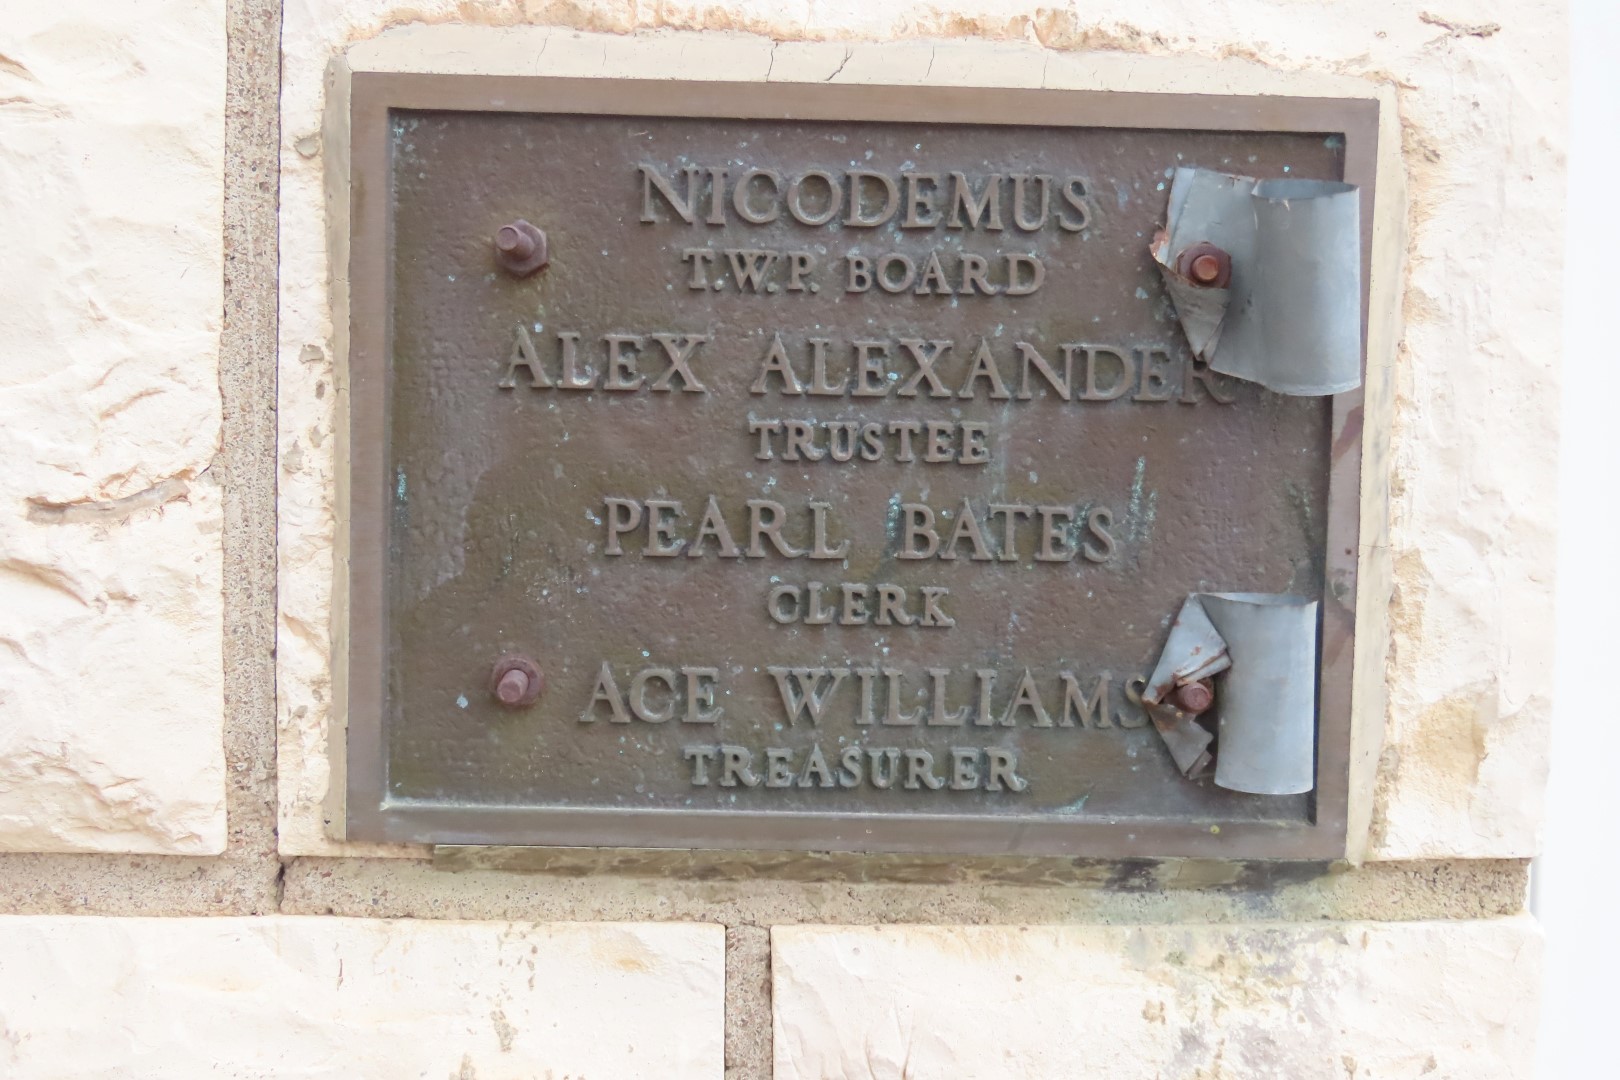 NICODEMUS
T.W.P. BOARD
ALEX ALEXANDER
TRUSTEE
PEARL BATES
CLERK
ACE WILLIAMS
TREASURER